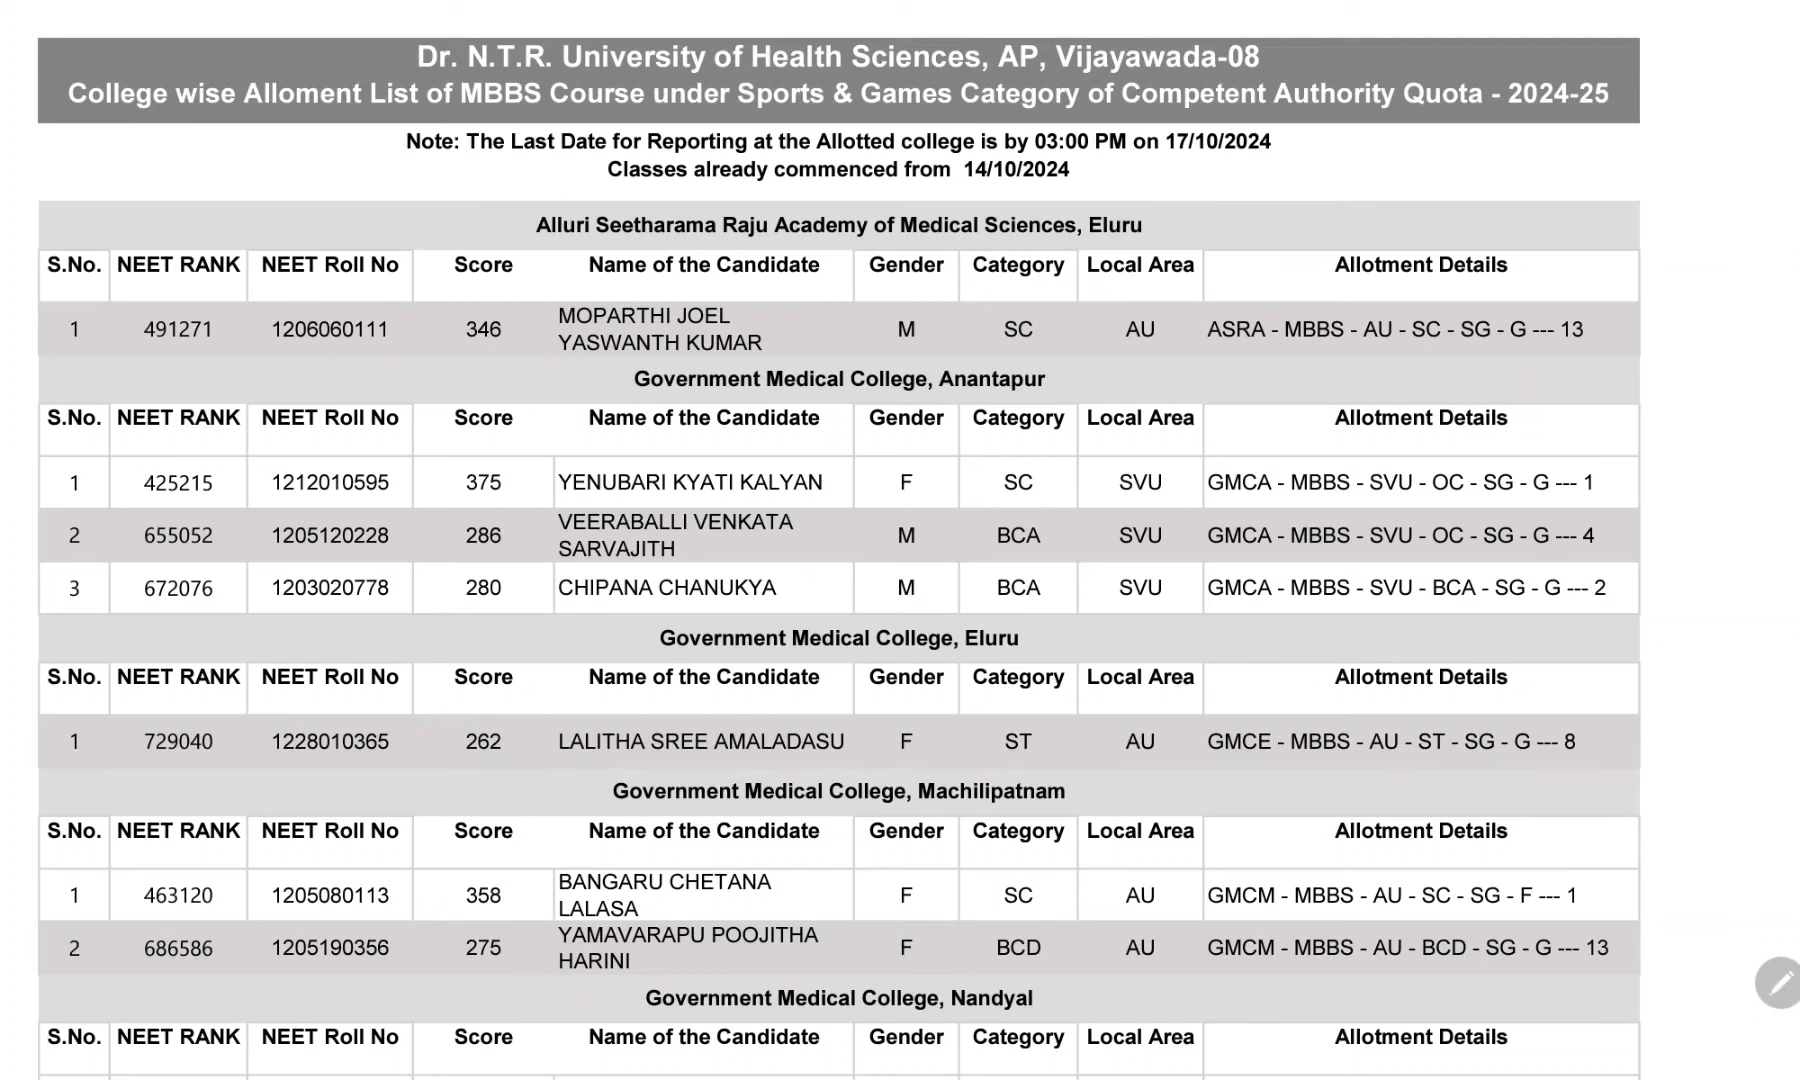 Dr. N.T.R. University of Health Sciences, AP, Vijayawada-08
College wise Alloment List of MBBS Course under Sports & Games Category of Competent Authority Quota - 2024-25
Note: The Last Date for Reporting at the Allotted college is by 03:00 PM on 17/10/2024
Classes already commenced from 14/10/2024
Alluri Seetharama Raju Academy of Medical Sciences, Eluru
S.No. NEET RANK NEET Roll No Score Name of the Candidate Gender Category Local Area Allotment Details
1 491271 1206060111 346 MOPARTHI JOEL YASWANTH KUMAR M SC AU ASRA - MBBS - AU - SC - SG - G --- 13
Government Medical College, Anantapur
S.No. NEET RANK NEET Roll No Score Name of the Candidate Gender Category Local Area Allotment Details
1 425215 1212010595 375 YENUBARI KYATI KALYAN F SC SVU GMCA - MBBS - SVU - OC - SG - G --- 1
2 655052 1205120228 286 VEERABALLI VENKATA SARVAJITH M BCA SVU GMCA - MBBS - SVU - OC - SG - G --- 4
3 672076 1203020778 280 CHIPANA CHANUKYA M BCA SVU GMCA - MBBS - SVU - BCA - SG - G --- 2
Government Medical College, Eluru
S.No. NEET RANK NEET Roll No Score Name of the Candidate Gender Category Local Area Allotment Details
1 729040 1228010365 262 LALITHA SREE AMALADASU F ST AU GMCE - MBBS - AU - ST - SG - G --- 8
Government Medical College, Machilipatnam
S.No. NEET RANK NEET Roll No Score Name of the Candidate Gender Category Local Area Allotment Details
1 463120 1205080113 358 BANGARU CHETANA LALASA F SC AU GMCM - MBBS - AU - SC - SG - F --- 1
2 686586 1205190356 275 YAMAVARAPU POOJITHA HARINI F BCD AU GMCM - MBBS - AU - BCD - SG - G --- 13
Government Medical College, Nandyal
S.No. NEET RANK NEET Roll No Score Name of the Candidate Gender Category Local Area Allotment Details